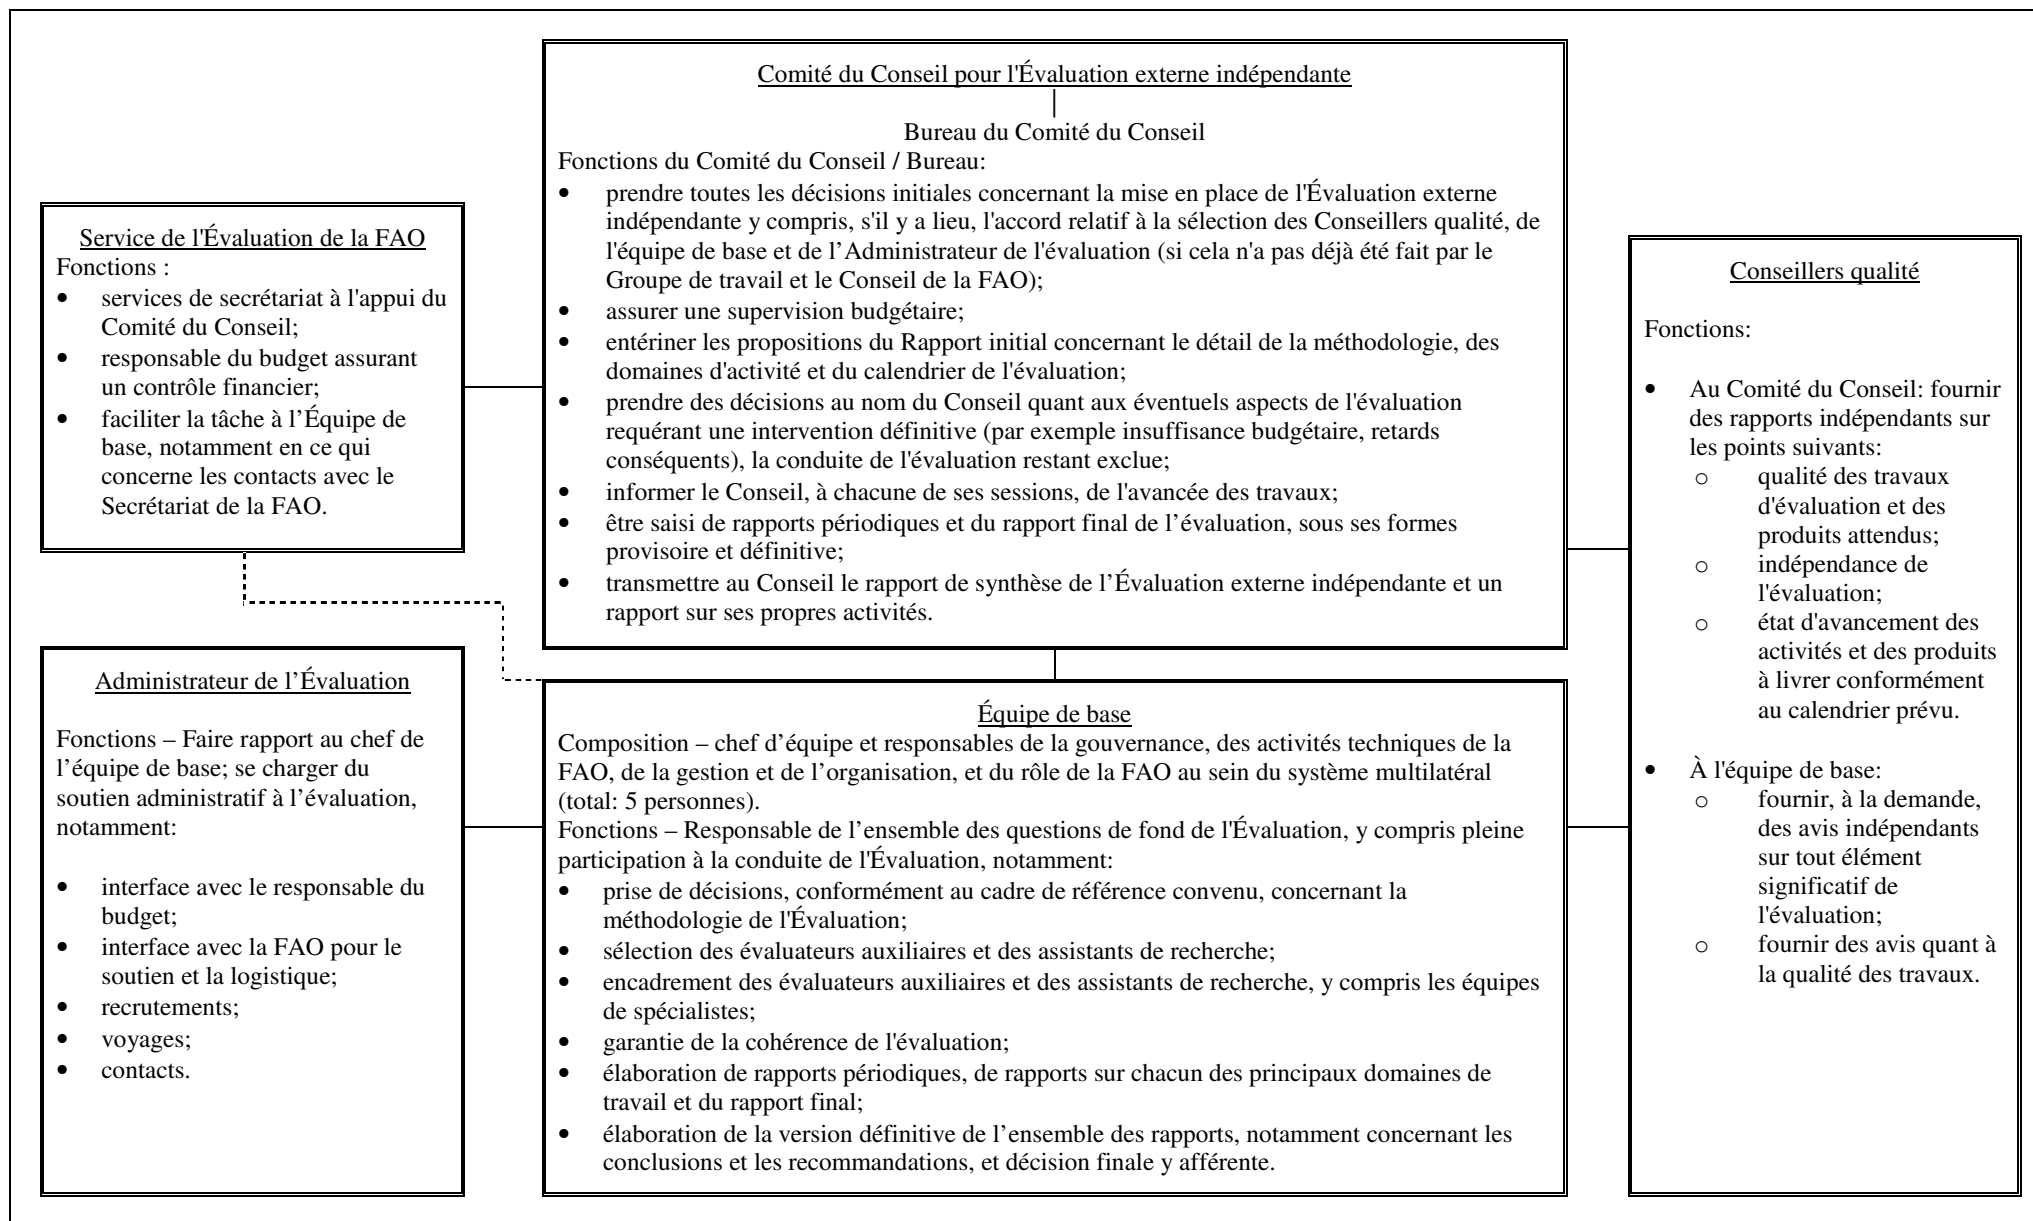 Comité du Conseil pour l'Évaluation externe indépendante
Bureau du Comité du Conseil
Fonctions du Comité du Conseil / Bureau:
• prendre toutes les décisions initiales concernant la mise en place de l'Évaluation externe
indépendante y compris, s'il y a lieu, l'accord relatif à la sélection des Conseillers qualité, de
l'équipe de base et de l’Administrateur de l'évaluation (si cela n'a pas déjà été fait par le
Groupe de travail et le Conseil de la FAO);
• assurer une supervision budgétaire;
• entériner les propositions du Rapport initial concernant le détail de la méthodologie, des
domaines d'activité et du calendrier de l'évaluation;
• prendre des décisions au nom du Conseil quant aux éventuels aspects de l'évaluation
requérant une intervention définitive (par exemple insuffisance budgétaire, retards
conséquents), la conduite de l'évaluation restant exclue;
• informer le Conseil, à chacune de ses sessions, de l'avancée des travaux;
• être saisi de rapports périodiques et du rapport final de l’évaluation, sous ses formes
provisoire et définitive;
• transmettre au Conseil le rapport de synthèse de l’Évaluation externe indépendante et un
rapport sur ses propres activités.
Service de l'Évaluation de la FAO
Fonctions :
• services de secrétariat à l'appui du
Comité du Conseil;
• responsable du budget assurant
un contrôle financier;
• faciliter la tâche à l’Équipe de
base, notamment en ce qui
concerne les contacts avec le
Secrétariat de la FAO.
Conseillers qualité
Fonctions:
• Au Comité du Conseil: fournir
des rapports indépendants sur
les points suivants:
o qualité des travaux
d'évaluation et des
produits attendus;
o indépendance de
l'évaluation;
o état d'avancement des
activités et des produits
à livrer conformément
au calendrier prévu.
• À l'équipe de base:
o fournir, à la demande,
des avis indépendants
sur tout élément
significatif de
l'évaluation;
o fournir des avis quant à
la qualité des travaux.
Administrateur de l’Évaluation
Fonctions – Faire rapport au chef de
l’équipe de base; se charger du
soutien administratif à l’évaluation,
notamment:
• interface avec le responsable du
budget;
• interface avec la FAO pour le
soutien et la logistique;
• recrutements;
• voyages;
• contacts.
Équipe de base
Composition – chef d’équipe et responsables de la gouvernance, des activités techniques de la
FAO, de la gestion et de l’organisation, et du rôle de la FAO au sein du système multilatéral
(total: 5 personnes).
Fonctions – Responsable de l’ensemble des questions de fond de l'Évaluation, y compris pleine
participation à la conduite de l'Évaluation, notamment:
• prise de décisions, conformément au cadre de référence convenu, concernant la
méthodologie de l'Évaluation;
• sélection des évaluateurs auxiliaires et des assistants de recherche;
• encadrement des évaluateurs auxiliaires et des assistants de recherche, y compris les équipes
de spécialistes;
• garantie de la cohérence de l'évaluation;
• élaboration de rapports périodiques, de rapports sur chacun des principaux domaines de
travail et du rapport final;
• élaboration de la version définitive de l’ensemble des rapports, notamment concernant les
conclusions et les recommandations, et décision finale y afférente.